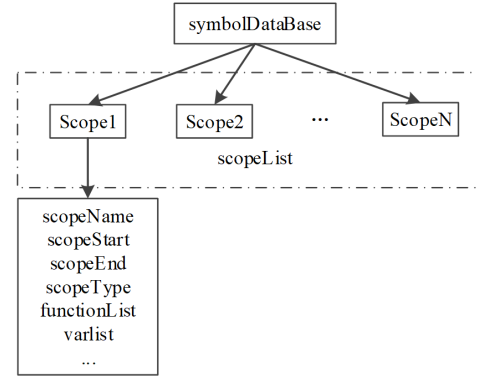 symbolDataBase
Scope1
Scope2
...
ScopeN
scopeList
scopeName
scopeStart
scopeEnd
scopeType
functionList
varlist
...